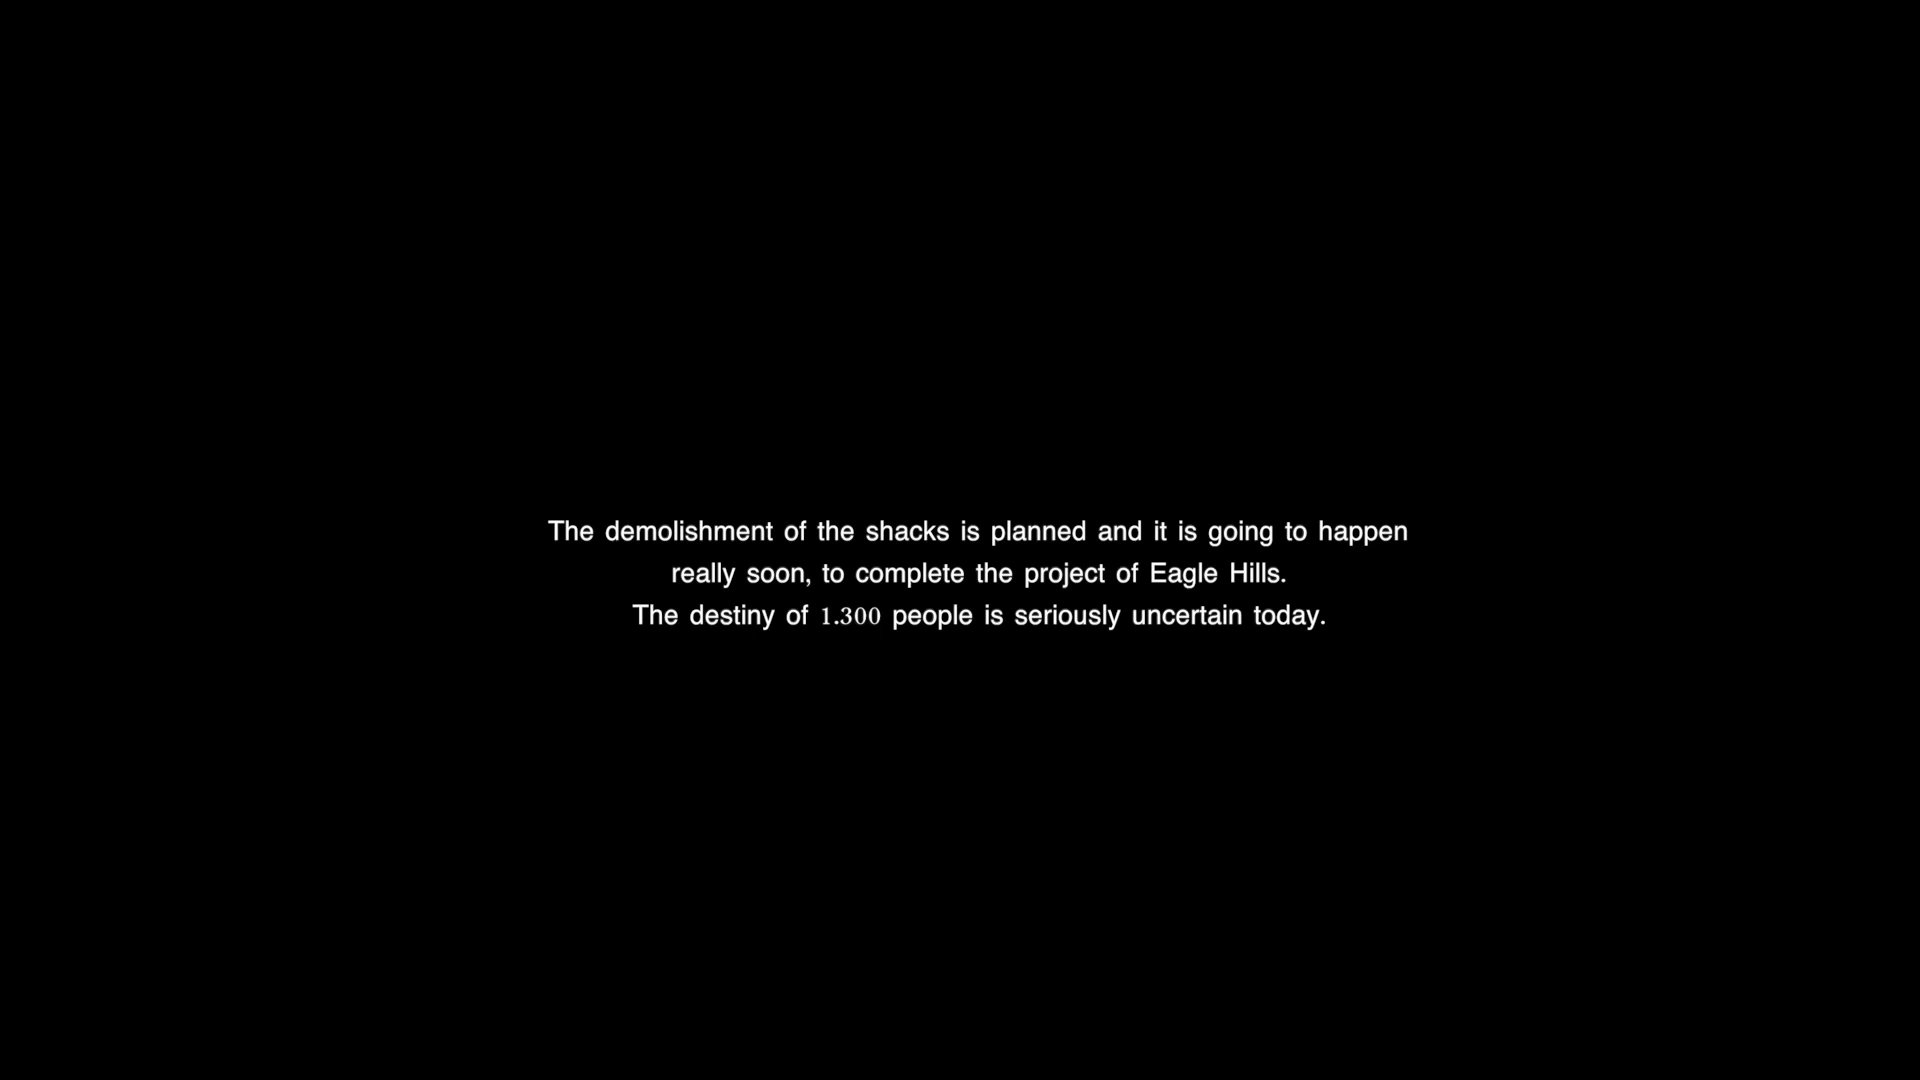 The demolishment of the shacks is planned and it is going to happen
really soon, to complete the project of Eagle Hills.
The destiny of 1.300 people is seriously uncertain today.